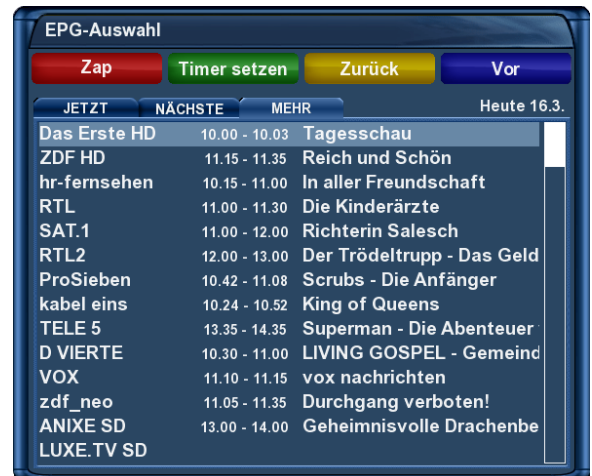 EPG-Auswahl
Zap Timer setzen Zurück Vor
JETZT NÄCHSTE MEHR Heute 16.3.
Das Erste HD 10.00 - 10.03 Tagesschau
ZDF HD 11.15 - 11.35 Reich und Schön
hr-fernsehen 10.15 - 11.00 In aller Freundschaft
RTL 11.00 - 11.30 Die Kinderärzte
SAT.1 11.00 - 12.00 Richterin Salesch
RTL2 12.00 - 13.00 Der Trödeltrupp - Das Geld
ProSieben 10.42 - 11.08 Scrubs - Die Anfänger
kabel eins 10.24 - 10.52 King of Queens
TELE 5 13.35 - 14.35 Superman - Die Abenteuer
D VIERTE 10.30 - 11.00 LIVING GOSPEL - Gemeind
VOX 11.10 - 11.15 vox nachrichten
zdf_neo 11.05 - 11.35 Durchgang verboten!
ANIXE SD 13.00 - 14.00 Geheimnisvolle Drachenbe
LUXE.TV SD